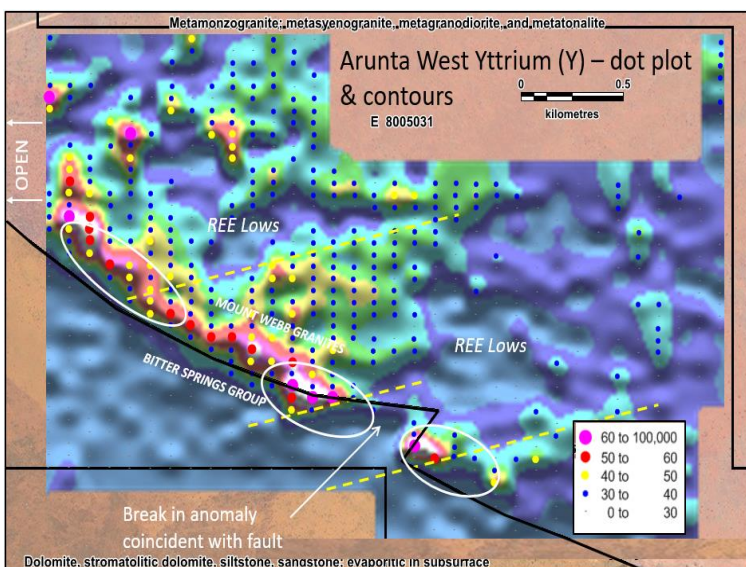 Metamonzogranite; metasyenogranite, metagranodiorite, and metatonalite
Arunta West Yttrium (Y) – dot plot
& contours
0 0.5
kilometres
E 8005031
OPEN
REE Lows
MOUNT WEBB GRANITES
REE Lows
BITTER SPRINGS GROUP
60 to 100,000
50 to 60
40 to 50
30 to 40
0 to 30
Break in anomaly
coincident with fault
Dolomite, stromatolitic dolomite, siltstone, sangstone; evaporitic in subsurface